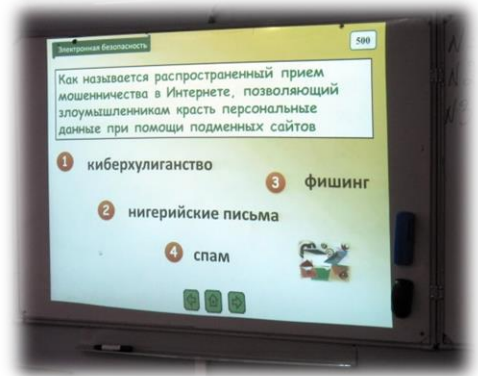 Электронная безопасность
500
Как называется распространенный прием
мошенничества в Интернете, позволяющий
злоумышленникам красть персональные
данные при помощи подменных сайтов
1 киберхулиганство
3 фишинг
2 нигерийские письма
4 спам